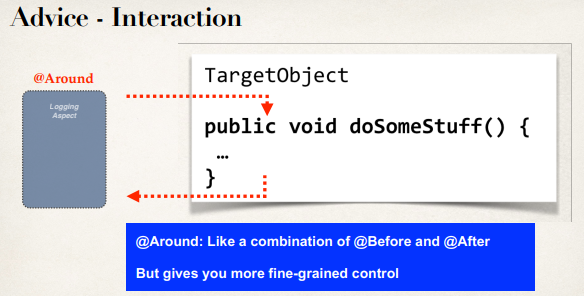 Advice - Interaction
@Around
Logging
Aspect
TargetObject
public void doSomeStuff() {
…
}
@Around: Like a combination of @Before and @After
But gives you more fine-grained control